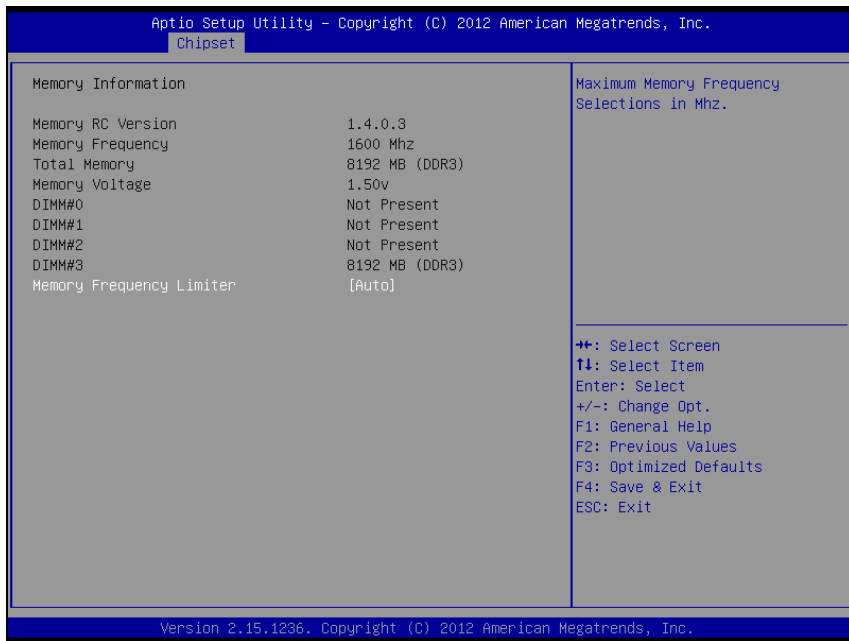 Aptio Setup Utility – Copyright (C) 2012 American Megatrends, Inc.
Chipset
Memory Information
Memory RC Version 1.4.0.3
Memory Frequency 1600 Mhz
Total Memory 8192 MB (DDR3)
Memory Voltage 1.50v
DIMM#0 Not Present
DIMM#1 Not Present
DIMM#2 Not Present
DIMM#3 8192 MB (DDR3)
Memory Frequency Limiter [Auto]
Maximum Memory Frequency
Selections in Mhz.
→←: Select Screen
↑↓: Select Item
Enter: Select
+/-: Change Opt.
F1: General Help
F2: Previous Values
F3: Optimized Defaults
F4: Save & Exit
ESC: Exit
Version 2.15.1236. Copyright (C) 2012 American Megatrends, Inc.